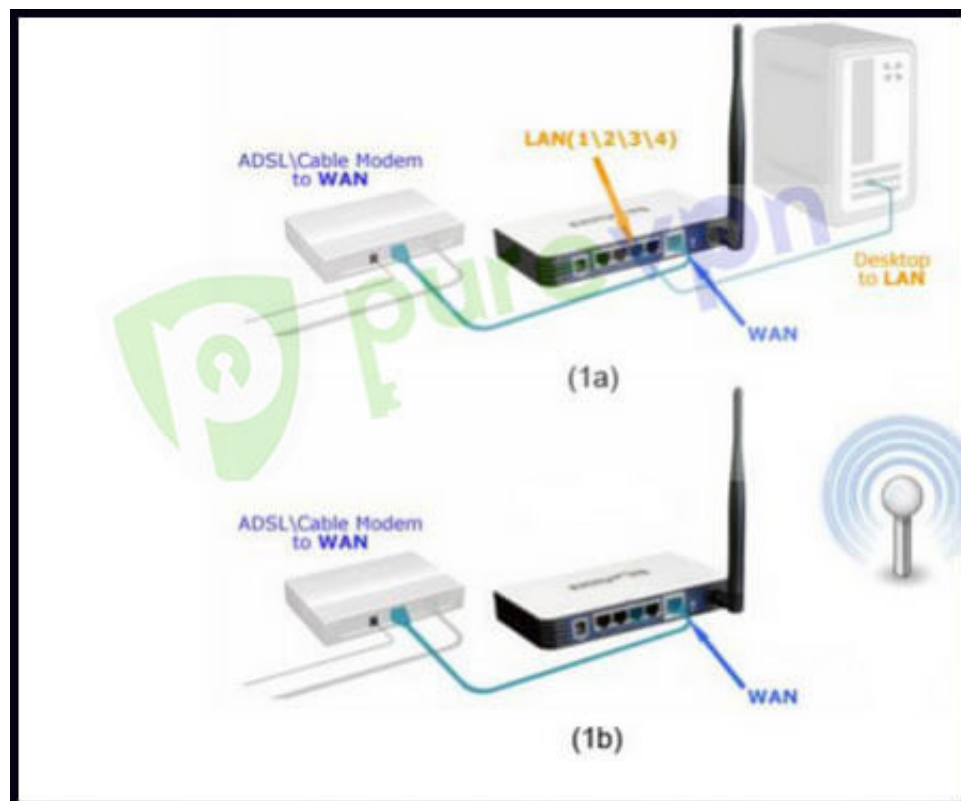 LAN(1\2\3\4)
ADSL\Cable Modem
to WAN
purevpn
Desktop
to LAN
WAN
(1a)
ADSL\Cable Modem
to WAN
WAN
(1b)